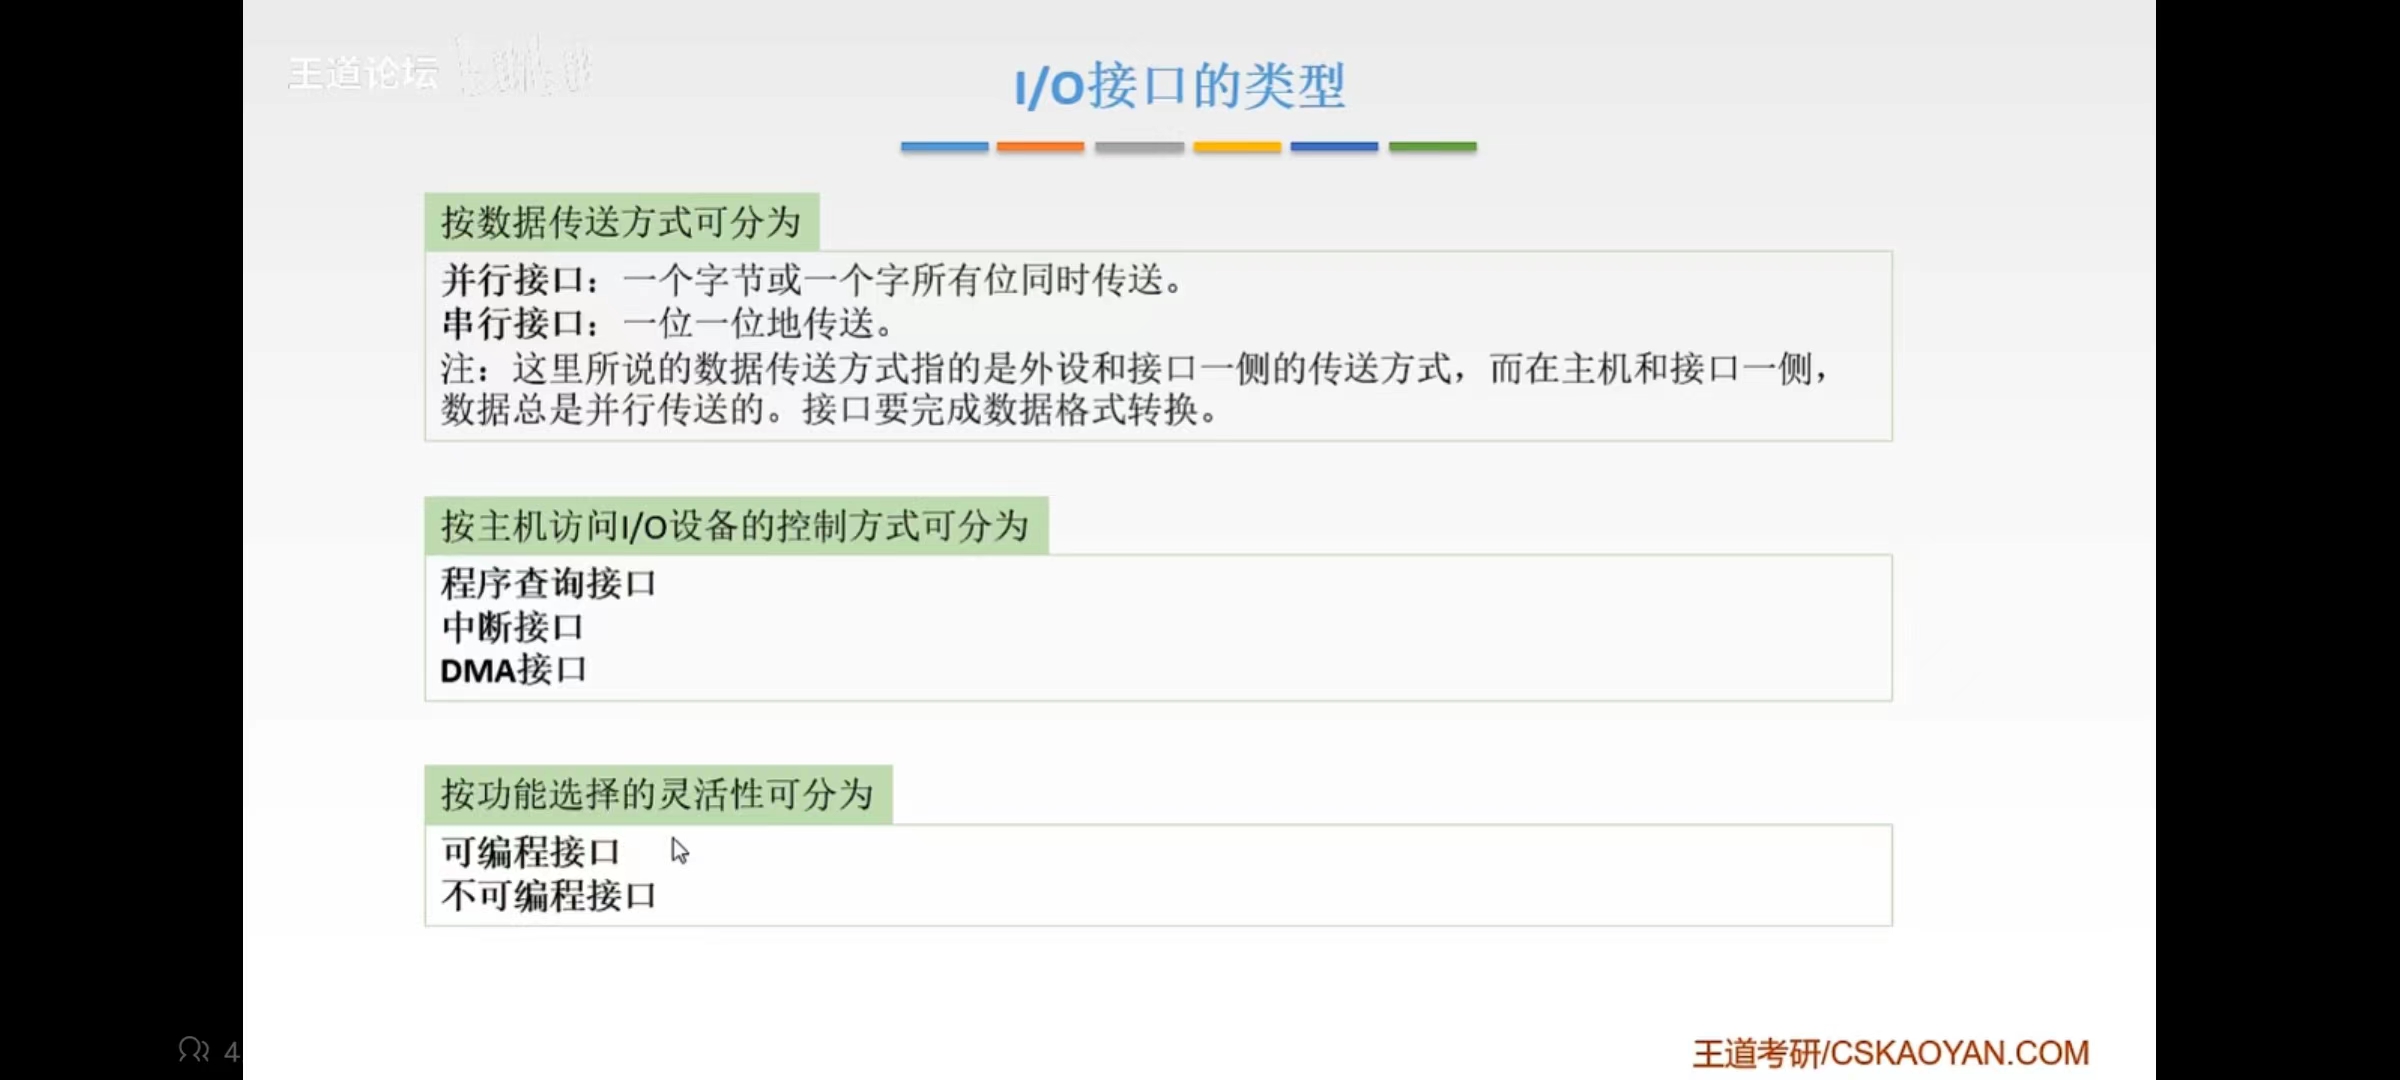 王道论坛
I/O接口的类型
按数据传送方式可分为
并行接口：一个字节或一个字所有位同时传送。
串行接口：一位一位地传送。
注：这里所说的数据传送方式指的是外设和接口一侧的传送方式，而在主机和接口一侧，
数据总是并行传送的。接口要完成数据格式转换。
按主机访问I/O设备的控制方式可分为
程序查询接口
中断接口
DMA接口
按功能选择的灵活性可分为
可编程接口
不可编程接口
4
王道考研/CSKAOYAN.COM